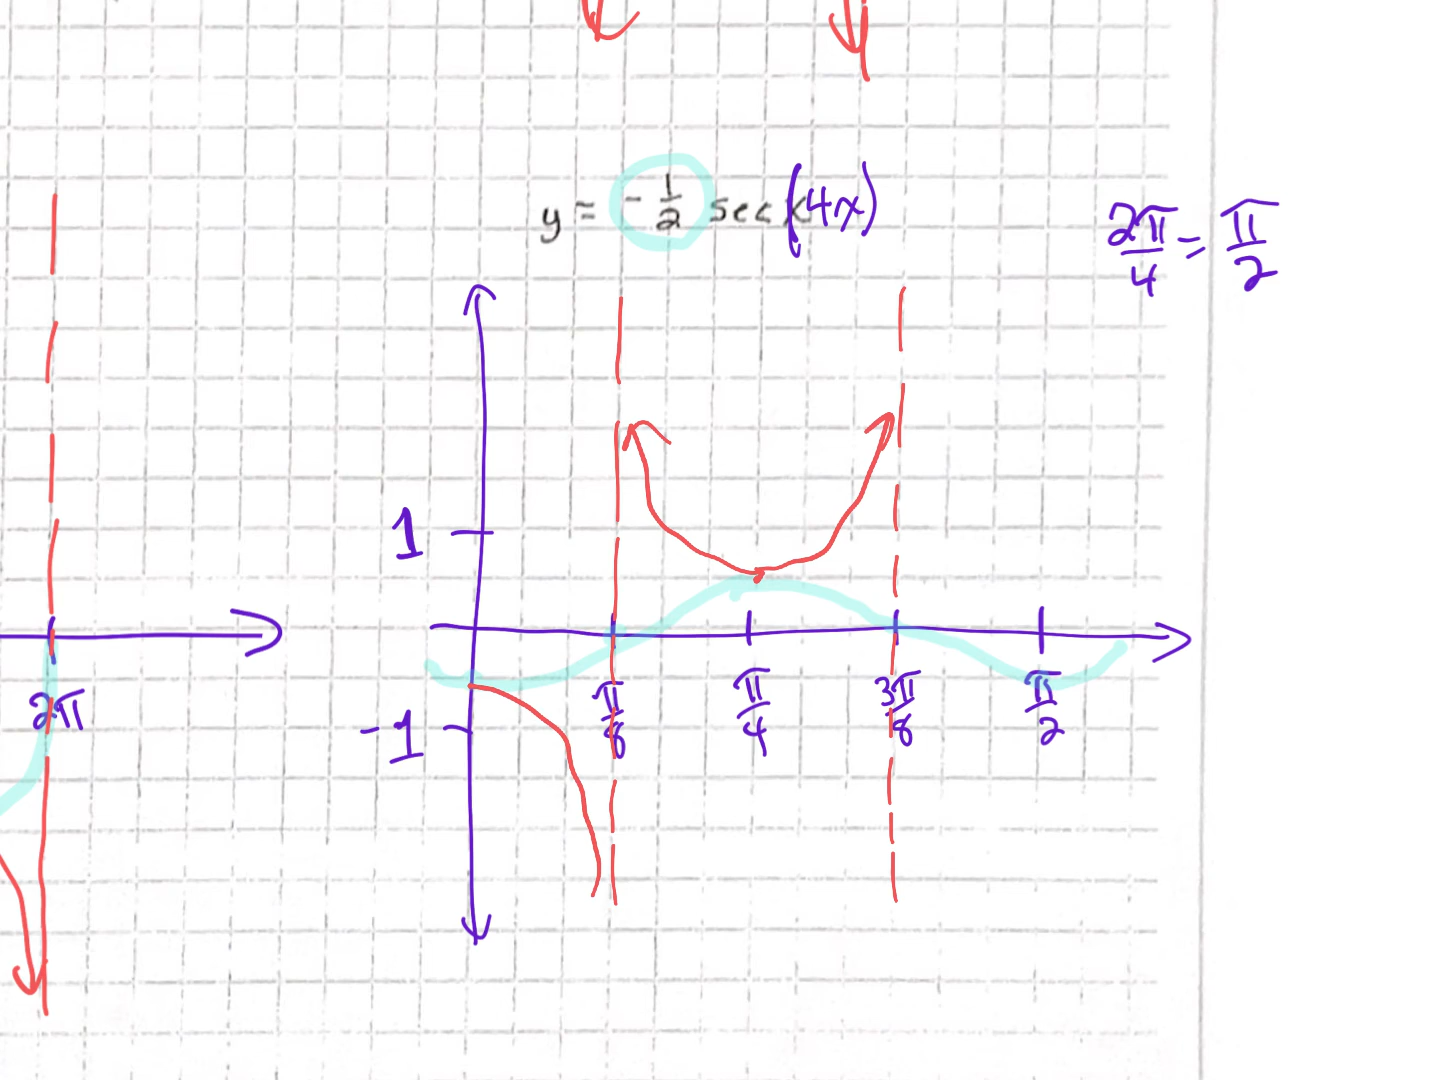 y = - 1/2 sec (4x)
2π/4 = π/2
1
2π
π/8 π/4 3π/8 π/2
-1